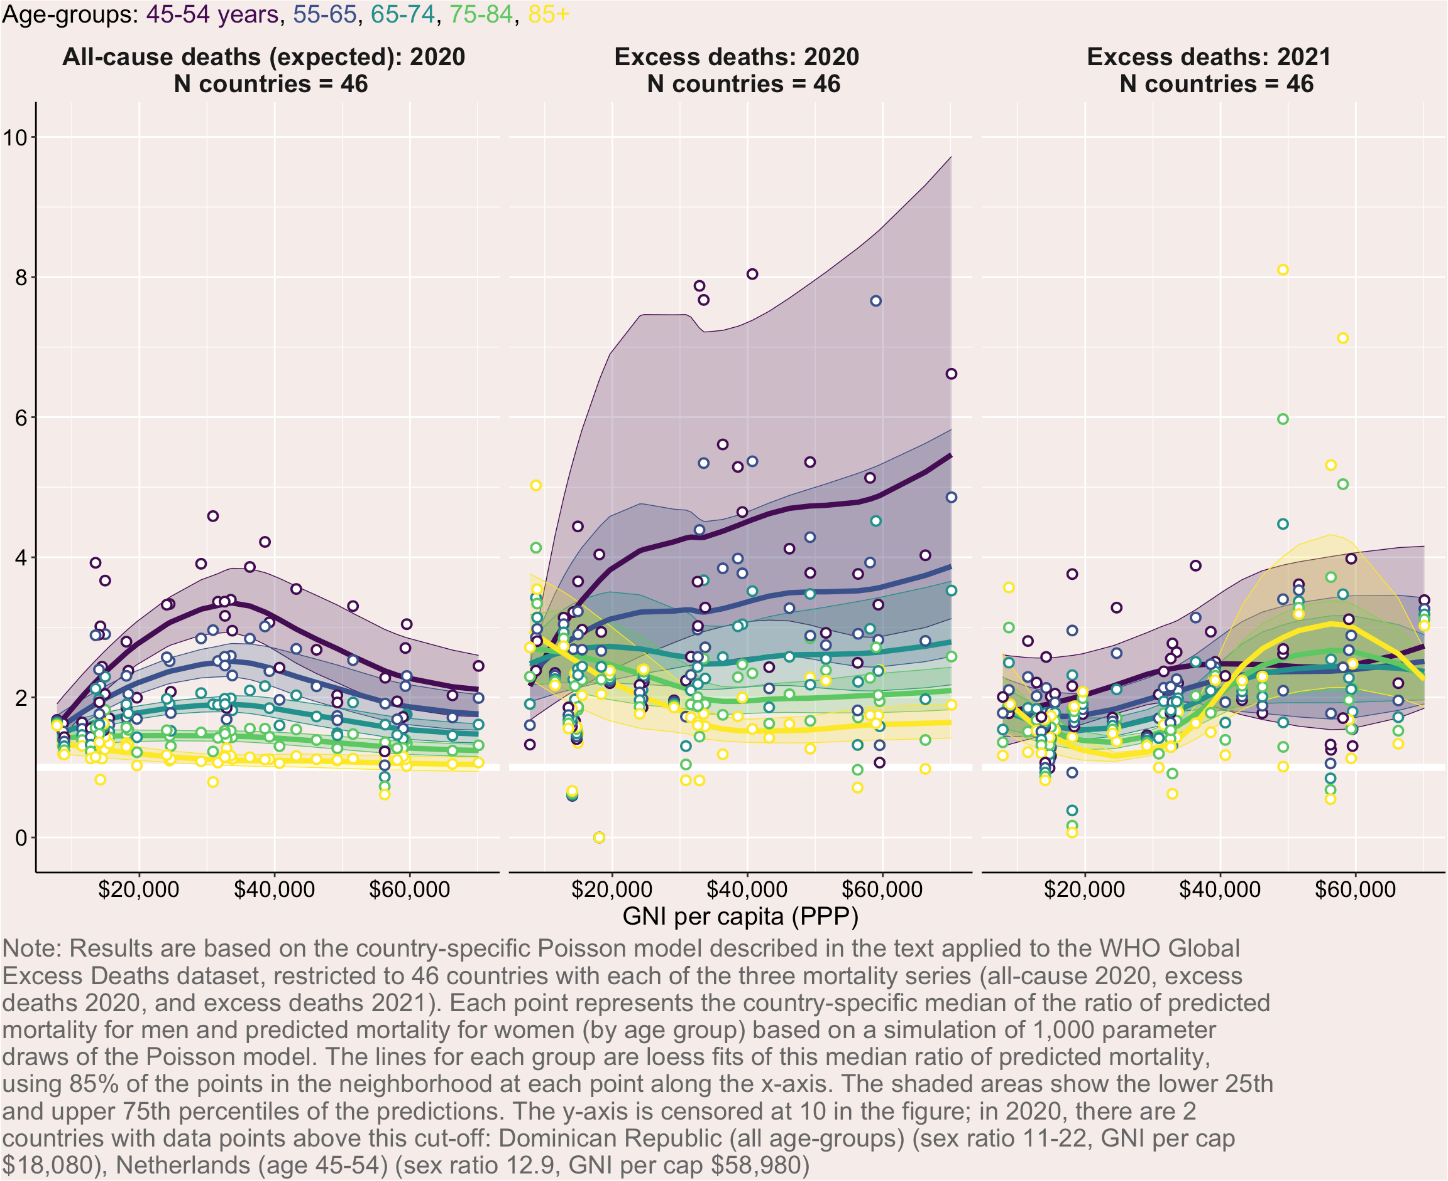 Age-groups: 45-54 years, 55-65, 65-74, 75-84, 85+
All-cause deaths (expected): 2020
N countries = 46
Excess deaths: 2020
N countries = 46
Excess deaths: 2021
N countries = 46
10
8
6
4
2
0
$20,000 $40,000 $60,000 $20,000 $40,000 $60,000 $20,000 $40,000 $60,000
GNI per capita (PPP)
Note: Results are based on the country-specific Poisson model described in the text applied to the WHO Global
Excess Deaths dataset, restricted to 46 countries with each of the three mortality series (all-cause 2020, excess
deaths 2020, and excess deaths 2021). Each point represents the country-specific median of the ratio of predicted
mortality for men and predicted mortality for women (by age group) based on a simulation of 1,000 parameter
draws of the Poisson model. The lines for each group are loess fits of this median ratio of predicted mortality,
using 85% of the points in the neighborhood at each point along the x-axis. The shaded areas show the lower 25th
and upper 75th percentiles of the predictions. The y-axis is censored at 10 in the figure; in 2020, there are 2
countries with data points above this cut-off: Dominican Republic (all age-groups) (sex ratio 11-22, GNI per cap
$18,080), Netherlands (age 45-54) (sex ratio 12.9, GNI per cap $58,980)